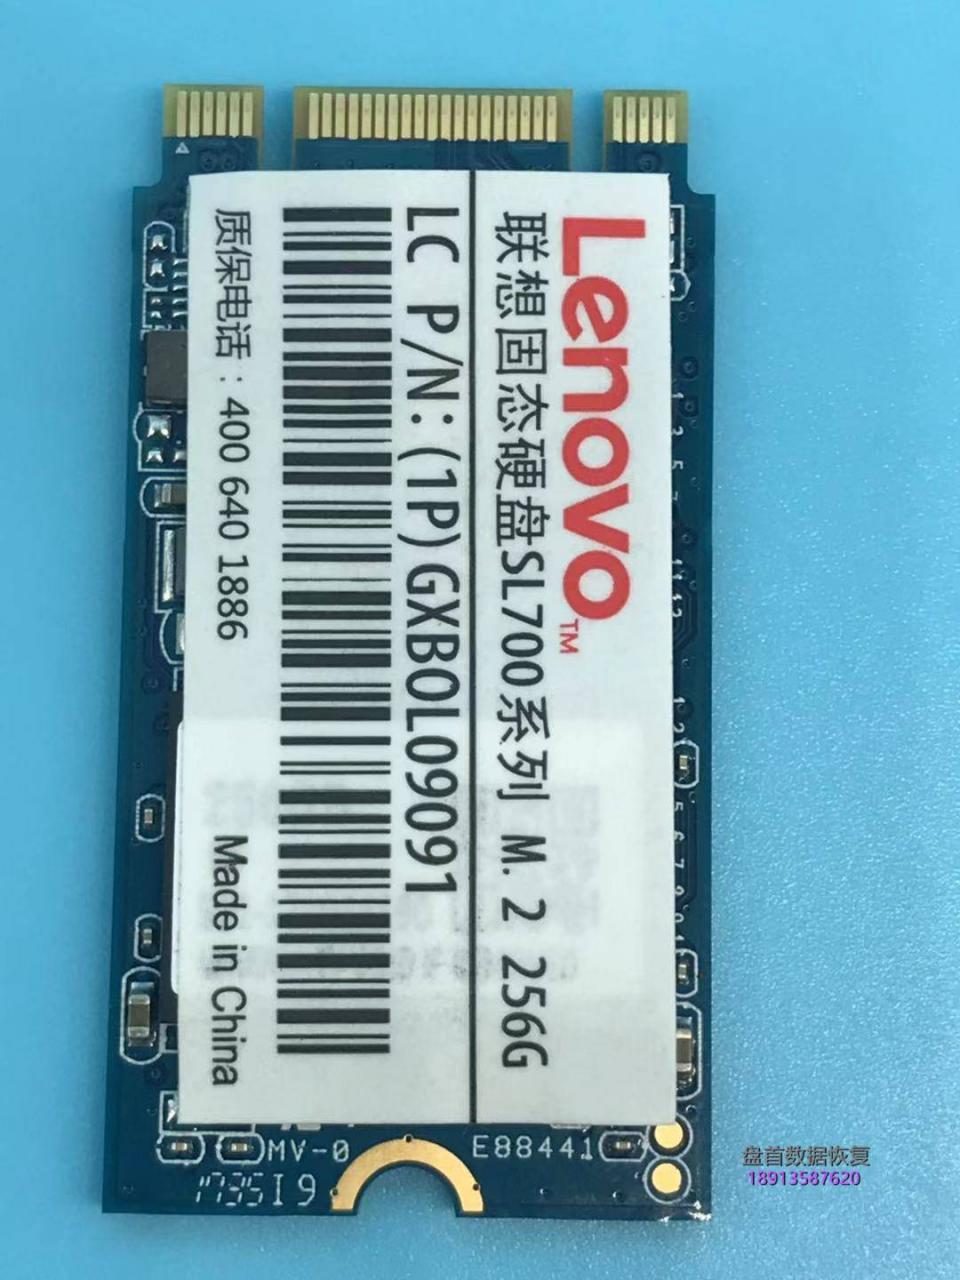 Lenovo™
联想固态硬盘SL700系列 M.2 256G
LC P/N:(1P)GXB0L09091
质保电话：400 640 1886
Made in China
MV-0
E88441
盘首数据恢复
18913587620